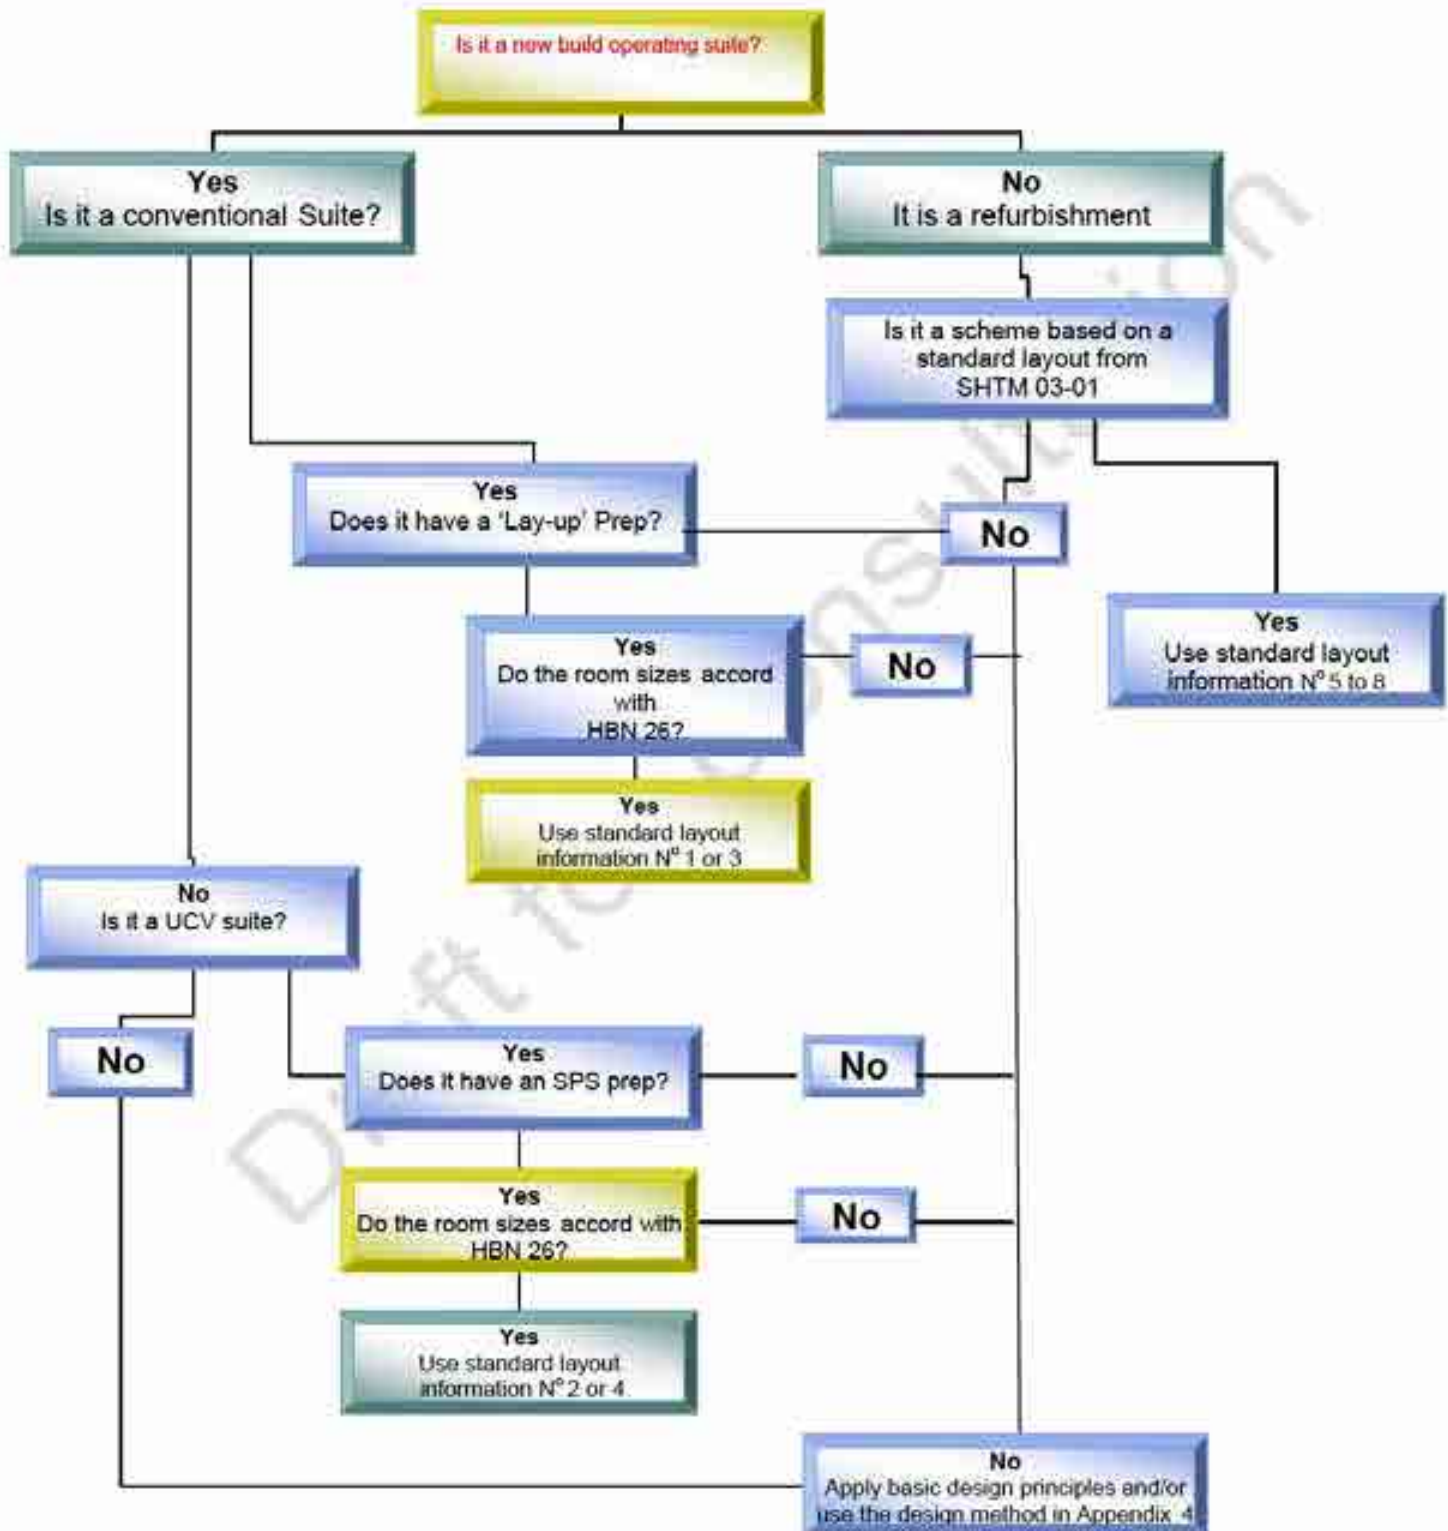 Is it a new build operating suite?
Yes
Is it a conventional Suite?
No
It is a refurbishment
Is it a scheme based on a
standard layout from
SHTM 03-01
Yes
Does it have a 'Lay-up' Prep?
No
Yes
Do the room sizes accord
with
HBN 26?
No
Yes
Use standard layout
information Nº 5 to 8
Yes
Use standard layout
information Nº 1 or 3
No
Is it a UCV suite?
No
Yes
Does it have an SPS prep?
No
Yes
Do the room sizes accord with
HBN 26?
No
Yes
Use standard layout
information Nº 2 or 4
No
Apply basic design principles and/or
use the design method in Appendix 4
Draft for Consultation